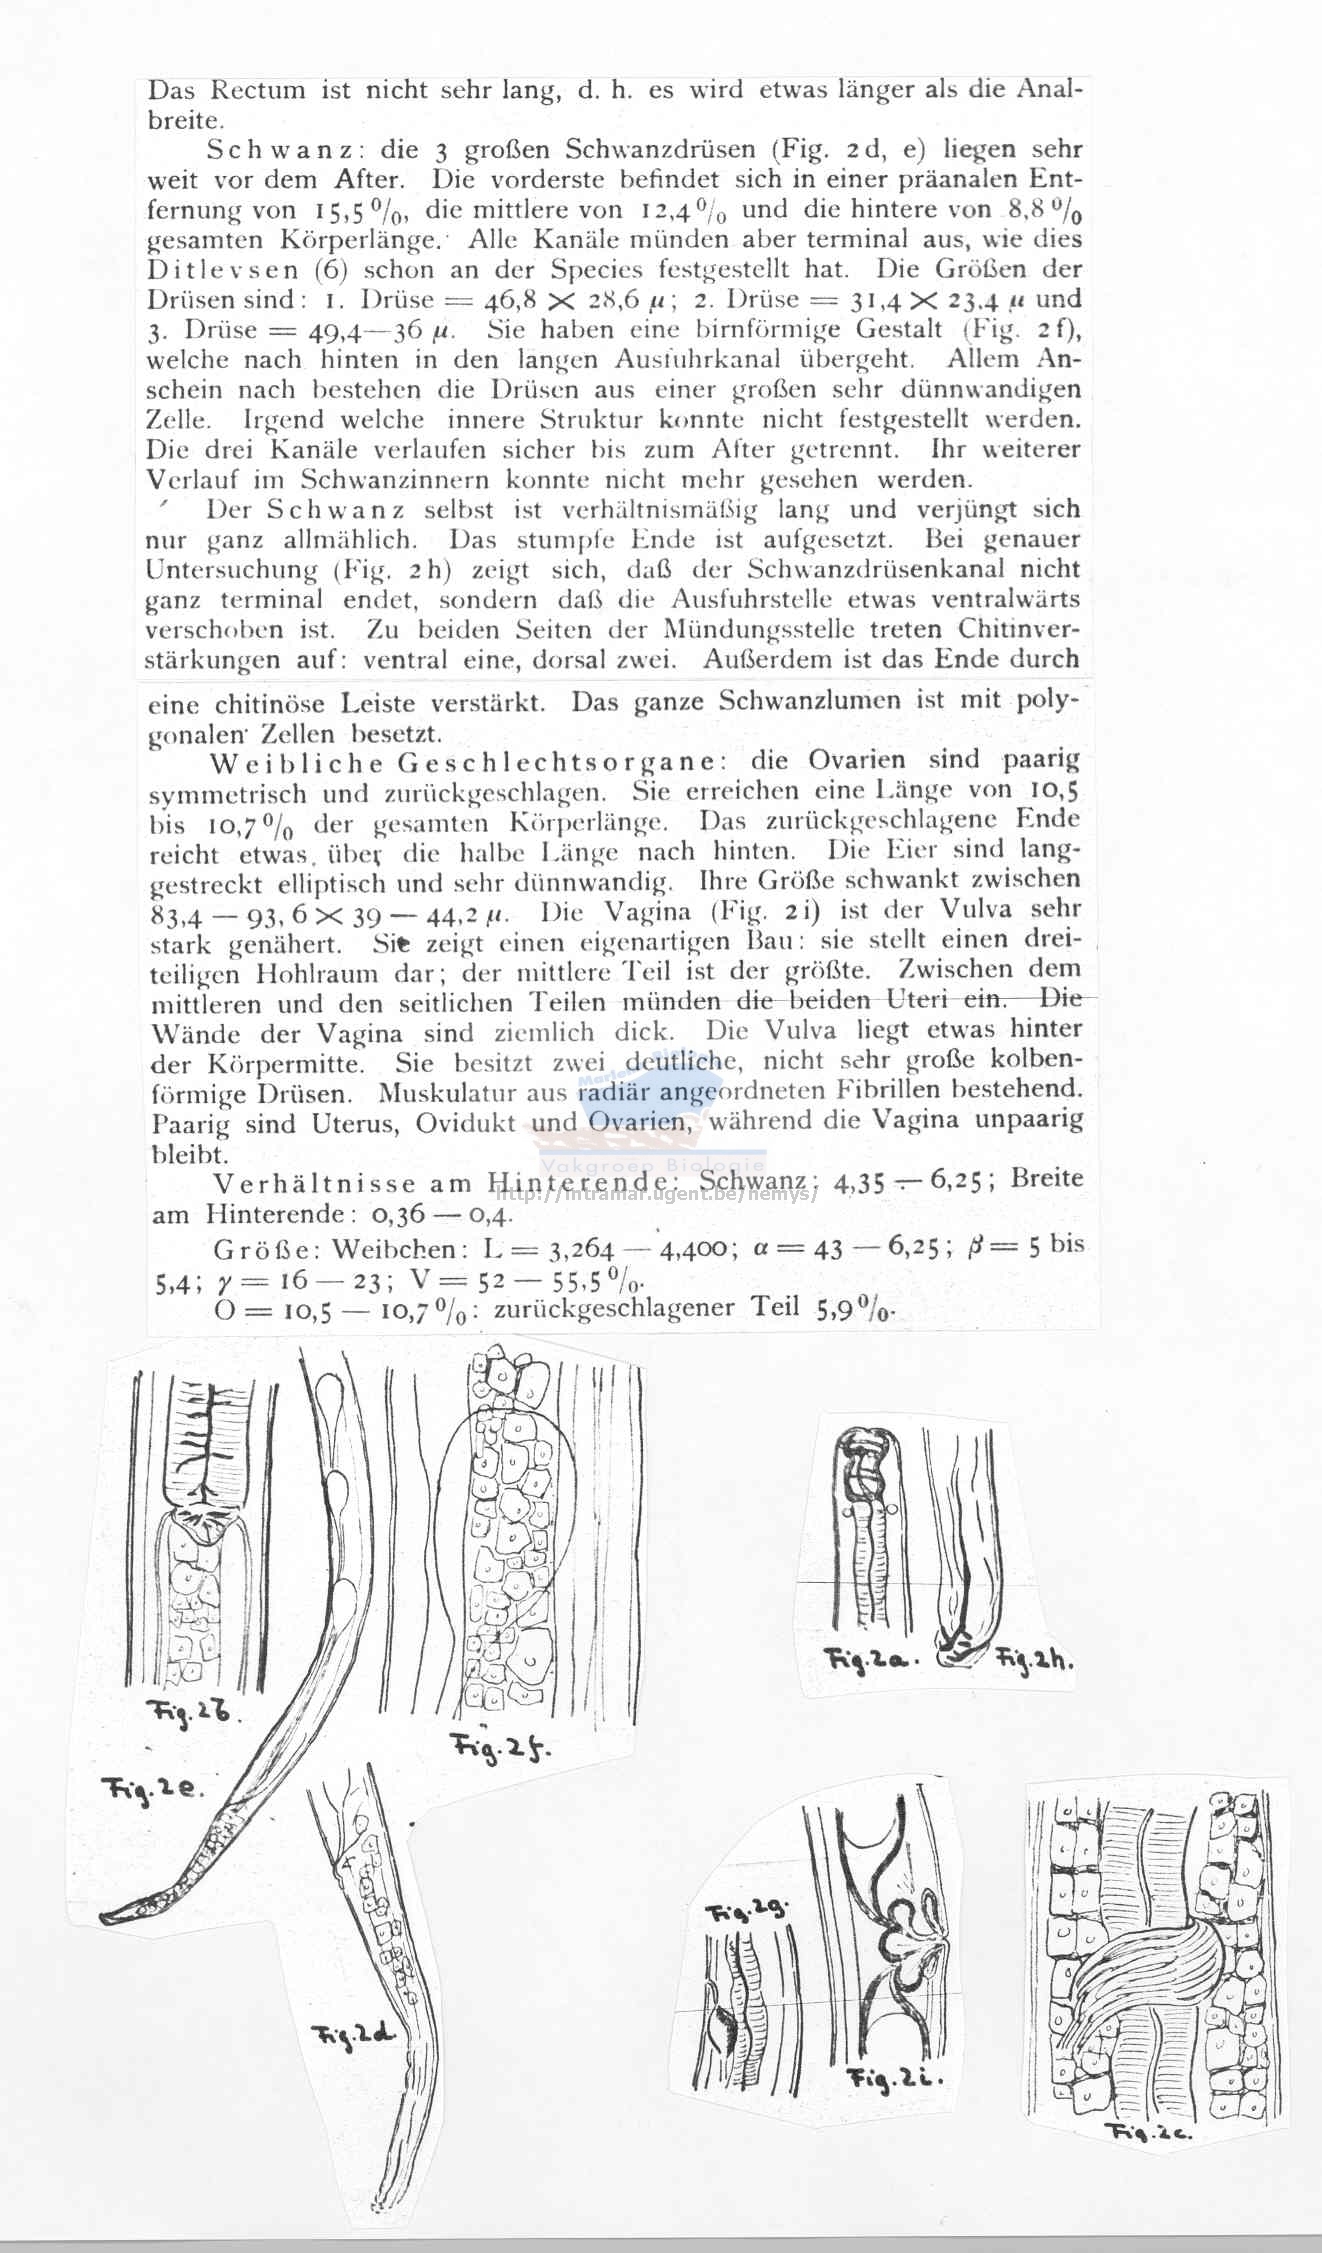 Das Rectum ist nicht sehr lang, d. h. es wird etwas länger als die Anal-
breite.
Schwanz: die 3 großen Schwanzdrüsen (Fig. 2d, e) liegen sehr
weit vor dem After. Die vorderste befindet sich in einer präanalen Ent-
fernung von 15,5 %, die mittlere von 12,4 % und die hintere von 8,8 %
gesamten Körperlänge. Alle Kanäle münden aber terminal aus, wie dies
Ditlevsen (6) schon an der Species festgestellt hat. Die Größen der
Drüsen sind: 1. Drüse = 46,8 × 28,6 µ; 2. Drüse = 31,4 × 23.4 µ und
3. Drüse = 49,4—36 µ. Sie haben eine birnförmige Gestalt (Fig. 2f),
welche nach hinten in den langen Ausfuhrkanal übergeht. Allem An-
schein nach bestehen die Drüsen aus einer großen sehr dünnwandigen
Zelle. Irgend welche innere Struktur konnte nicht festgestellt werden.
Die drei Kanäle verlaufen sicher bis zum After getrennt. Ihr weiterer
Verlauf im Schwanzinnern konnte nicht mehr gesehen werden.
Der Schwanz selbst ist verhältnismäßig lang und verjüngt sich
nur ganz allmählich. Das stumpfe Ende ist aufgesetzt. Bei genauer
Untersuchung (Fig. 2h) zeigt sich, daß der Schwanzdrüsenkanal nicht
ganz terminal endet, sondern daß die Ausfuhrstelle etwas ventralwärts
verschoben ist. Zu beiden Seiten der Mündungsstelle treten Chitinver-
stärkungen auf: ventral eine, dorsal zwei. Außerdem ist das Ende durch
eine chitinöse Leiste verstärkt. Das ganze Schwanzlumen ist mit poly-
gonalen Zellen besetzt.
Weibliche Geschlechtsorgane: die Ovarien sind paarig
symmetrisch und zurückgeschlagen. Sie erreichen eine Länge von 10,5
bis 10,7 % der gesamten Körperlänge. Das zurückgeschlagene Ende
reicht etwas über die halbe Länge nach hinten. Die Eier sind lang-
gestreckt elliptisch und sehr dünnwandig. Ihre Größe schwankt zwischen
83,4 — 93,6 × 39 — 44,2 µ. Die Vagina (Fig. 2i) ist der Vulva sehr
stark genähert. Sie zeigt einen eigenartigen Bau: sie stellt einen drei-
teiligen Hohlraum dar; der mittlere Teil ist der größte. Zwischen dem
mittleren und den seitlichen Teilen münden die beiden Uteri ein. Die
Wände der Vagina sind ziemlich dick. Die Vulva liegt etwas hinter
der Körpermitte. Sie besitzt zwei deutliche, nicht sehr große kolben-
förmige Drüsen. Muskulatur aus radiär angeordneten Fibrillen bestehend.
Paarig sind Uterus, Ovidukt und Ovarien, während die Vagina unpaarig
bleibt.
Vakgroep Biologie
Verhältnisse am Hinterende: Schwanz: 4,35 — 6,25; Breite
http://intramar.ugent.be/nemys/
am Hinterende: 0,36 — 0,4.
Größe: Weibchen: L = 3,264 — 4,400; α = 43 — 6,25; β = 5 bis
5,4; γ = 16 — 23; V = 52 — 55,5 %.
O = 10,5 — 10,7 %: zurückgeschlagener Teil 5,9 %.
Fig. 2a.
Fig. 2h.
Fig. 2b.
Fig. 2f.
Fig. 2e.
Fig. 2g.
Fig. 2d.
Fig. 2i.
Fig. 2c.